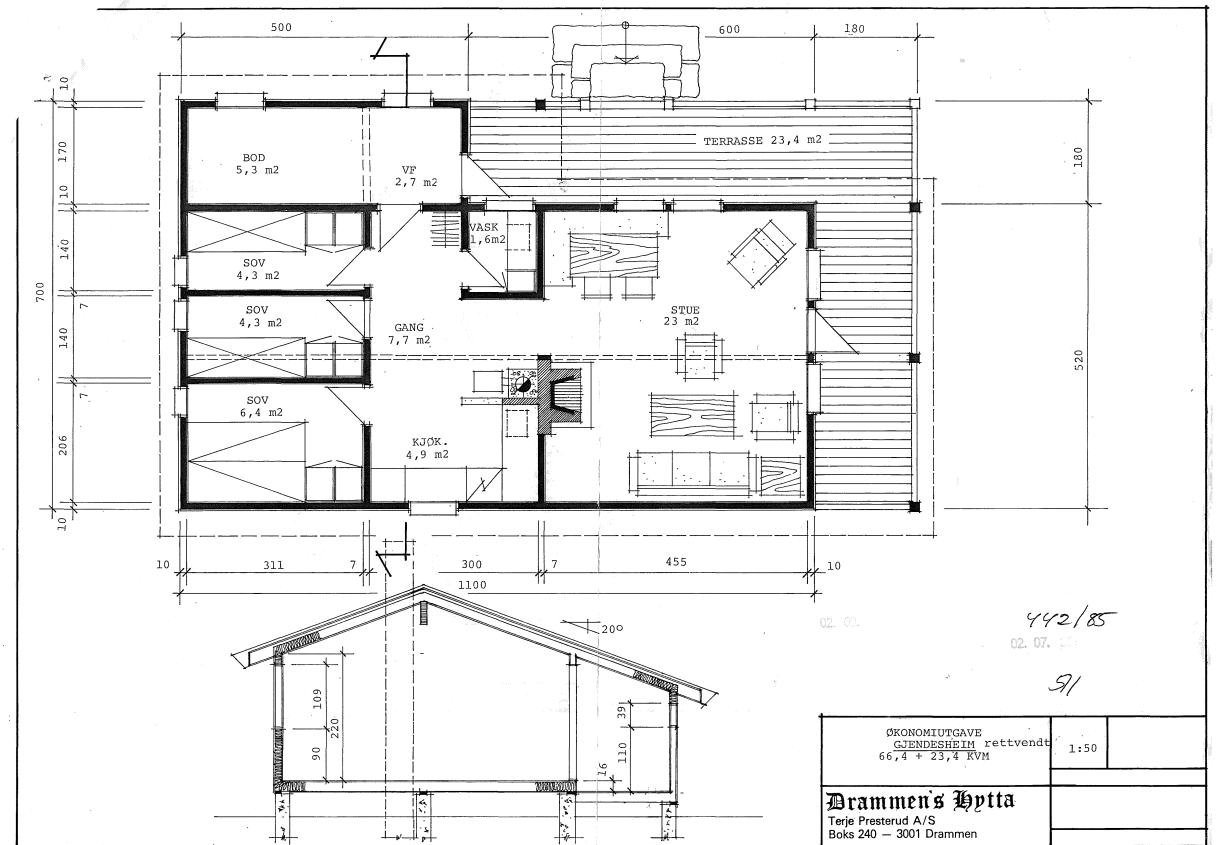 500
600
180
10
170
10
140
7
140
7
206
10
700
180
520
BOD
5,3 m2
VF
2,7 m2
TERRASSE 23,4 m2
SOV
4,3 m2
VASK
1,6m2
SOV
4,3 m2
GANG
7,7 m2
STUE
23 m2
SOV
6,4 m2
KJØK.
4,9 m2
10
311
7
300
7
455
10
1100
20°
109
90
220
39
110
16
02.
442/85
02. 07.
ØKONOMIUTGAVE
GJENDESHEIM rettvendt
66,4 + 23,4 KVM
1:50
Drammen's Hytta
Terje Presterud A/S
Boks 240 — 3001 Drammen